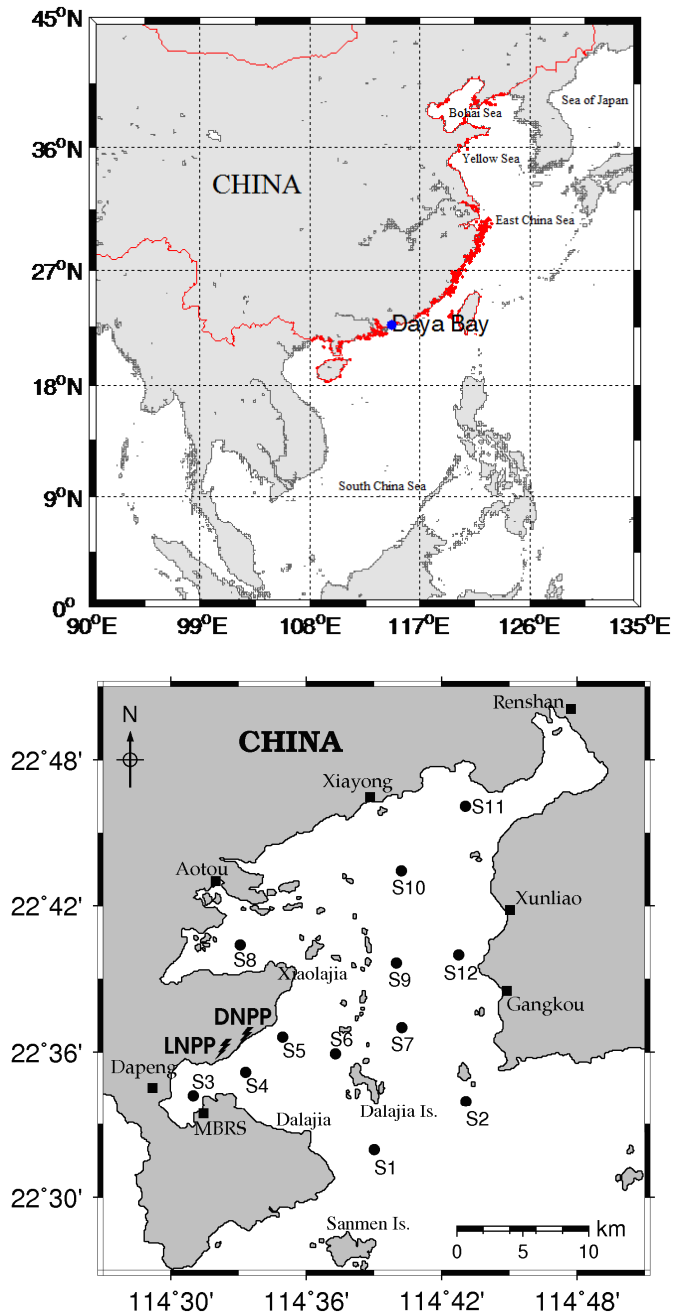 45°N
Sea of Japan
Bohai Sea
36°N
Yellow Sea
CHINA
East China Sea
27°N
Daya Bay
18°N
South China Sea
9°N
0°
90°E 99°E 108°E 117°E 126°E 135°E
Renshan
N
CHINA
22°48'
Xiayong
S11
Aotou
S10
22°42'
Xunliao
S8
Xiaolajia
S9
S12
Gangkou
DNPP
LNPP
S5
S6
S7
22°36'
Dapeng
S3
S4
MBRS
Dalajia
Dalajia Is.
S2
S1
22°30'
Sanmen Is.
km
0 5 10
114°30' 114°36' 114°42' 114°48'